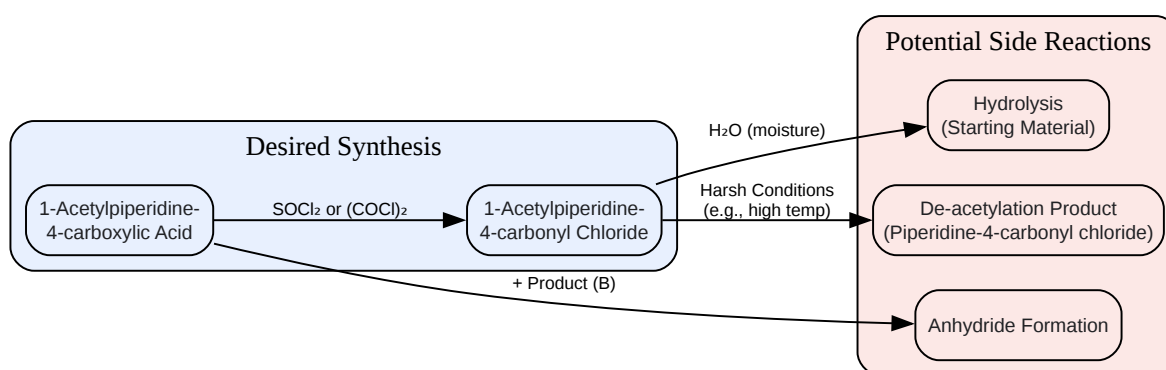 Potential Side Reactions
Hydrolysis
(Starting Material)
H₂O (moisture)
Desired Synthesis
1-Acetylpiperidine-
4-carboxylic Acid
SOCl₂ or (COCl)₂
1-Acetylpiperidine-
4-carbonyl Chloride
Harsh Conditions
(e.g., high temp)
De-acetylation Product
(Piperidine-4-carbonyl chloride)
+ Product (B)
Anhydride Formation